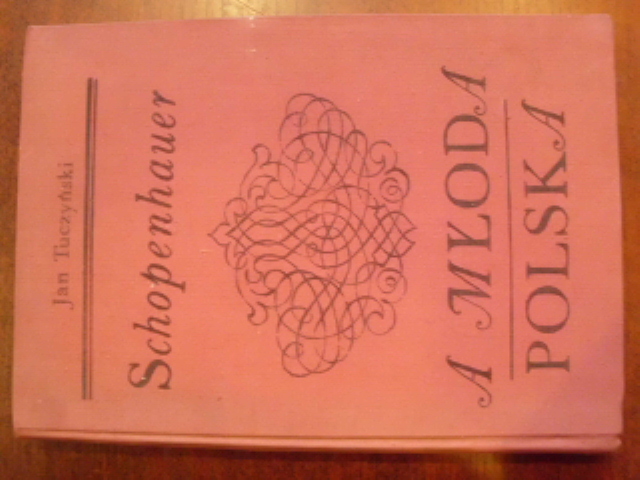 Jan Tuczyński
Schopenhauer
A MŁODA
POLSKA